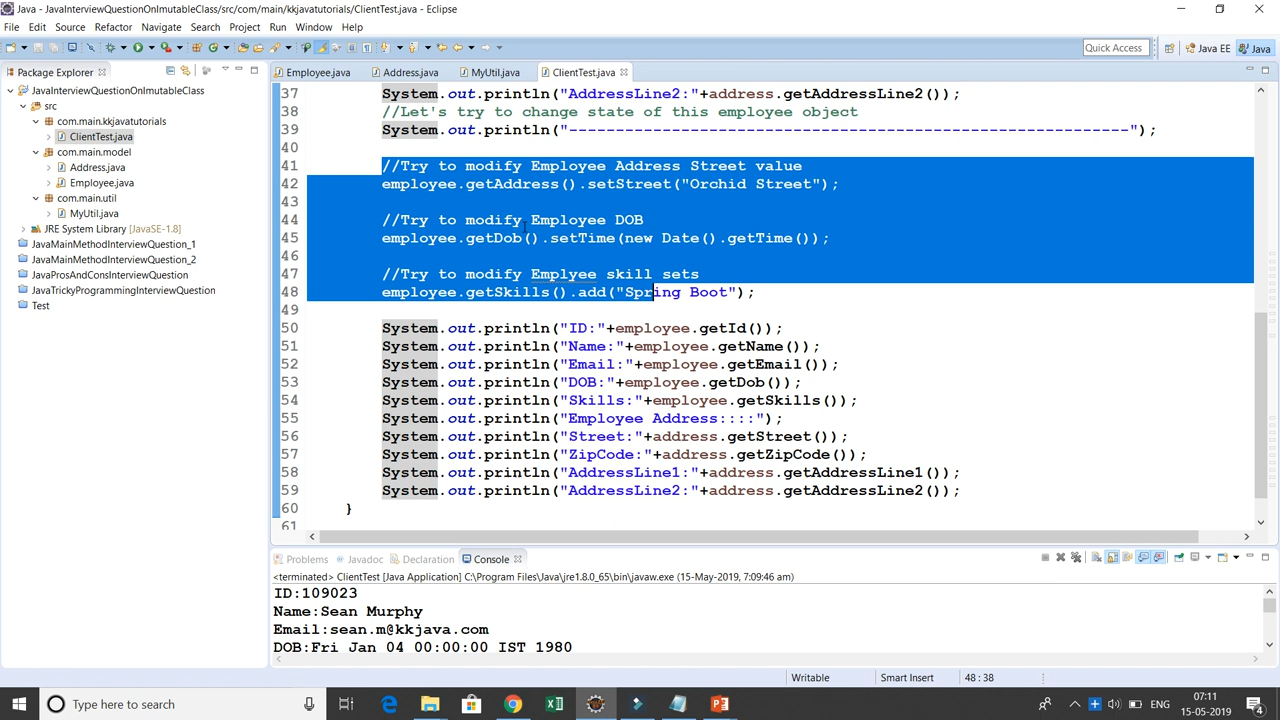 Java - JavaInterviewQuestionOnImutableClass/src/com/main/kkjavatutorials/ClientTest.java - Eclipse
File Edit Source Refactor Navigate Search Project Run Window Help
Quick Access
Java EE
Java
Package Explorer
JavaInterviewQuestionOnImutableClass
src
com.main.kkjavatutorials
ClientTest.java
com.main.model
Address.java
Employee.java
com.main.util
MyUtil.java
JRE System Library [JavaSE-1.8]
JavaMainMethodInterviewQuestion_1
JavaMainMethodInterviewQuestion_2
JavaProsAndConsInterviewQuestion
JavaTrickyProgrammingInterviewQuestion
Test
Employee.java Address.java MyUtil.java ClientTest.java
37 System.out.println("AddressLine2:"+address.getAddressLine2());
38 //Let's try to change state of this employee object
39 System.out.println("------------------------------------------------------------");
40
41 //Try to modify Employee Address Street value
42 employee.getAddress().setStreet("Orchid Street");
43
44 //Try to modify Employee DOB
45 employee.getDob().setTime(new Date().getTime());
46
47 //Try to modify Emplyee skill sets
48 employee.getSkills().add("Spring Boot");
49
50 System.out.println("ID:"+employee.getId());
51 System.out.println("Name:"+employee.getName());
52 System.out.println("Email:"+employee.getEmail());
53 System.out.println("DOB:"+employee.getDob());
54 System.out.println("Skills:"+employee.getSkills());
55 System.out.println("Employee Address::::");
56 System.out.println("Street:"+address.getStreet());
57 System.out.println("ZipCode:"+address.getZipCode());
58 System.out.println("AddressLine1:"+address.getAddressLine1());
59 System.out.println("AddressLine2:"+address.getAddressLine2());
60 }
61
Problems Javadoc Declaration Console
<terminated> ClientTest [Java Application] C:\Program Files\Java\jre1.8.0_65\bin\javaw.exe (15-May-2019, 7:09:46 am)
ID:109023
Name:Sean Murphy
Email:sean.m@kkjava.com
DOB:Fri Jan 04 00:00:00 IST 1980
Writable Smart Insert 48 : 38
Type here to search
ENG
07:11
15-05-2019
4